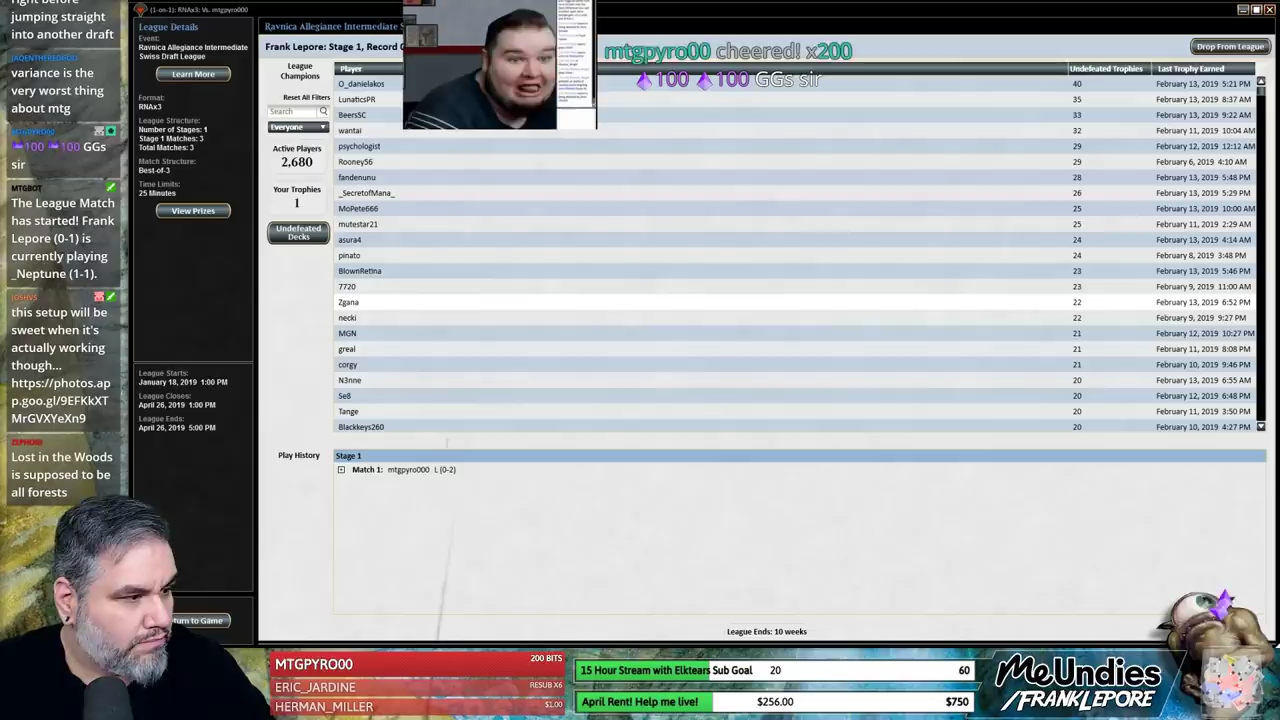 right before
jumping straight
into another draft
JAQENTHEREDGOD
variance is the
very worst thing
about mtg
MTGPYRO00
100 100 GGs
sir
MTGBOT
The League Match
has started! Frank
Lepore (0-1) is
currently playing
_Neptune (1-1).
JOSHVS
this setup will be
sweet when it's
actually working
though...
https://photos.ap
p.goo.gl/9EFKkXT
MrGVXYeXn9
Lost in the Woods
is supposed to be
all forests
(1-on-1): RNAx3: Vs. mtgpyro000
League Details
Event:
Ravnica Allegiance Intermediate
Swiss Draft League
Learn More
Format:
RNAx3
League Structure:
Number of Stages: 1
Stage 1 Matches: 3
Total Matches: 3
Match Structure:
Best-of-3
Time Limits:
25 Minutes
View Prizes
League Starts:
January 18, 2019 1:00 PM
League Closes:
April 26, 2019 1:00 PM
League Ends:
April 26, 2019 5:00 PM
turn to Game
Ravnica Allegiance Intermediate S
Frank Lepore: Stage 1, Record
mtgpyro00 cheered! x200
100 100 GGs sir
Drop From League
League
Champions
Reset All Filters
Search
Everyone
Active Players
2,680
Your Trophies
1
Undefeated
Decks
Player Undefeated Trophies Last Trophy Earned
O_danielakos 40 February 13, 2019 5:21 PM
LunaticsPR 35 February 13, 2019 8:37 AM
BeersSC 33 February 13, 2019 9:22 AM
wantai 32 February 11, 2019 10:04 AM
psychologist 29 February 12, 2019 12:12 AM
Rooney56 29 February 6, 2019 4:10 AM
fandenunu 28 February 13, 2019 5:48 PM
_SecretofMana_ 26 February 13, 2019 5:29 PM
MoPete666 25 February 13, 2019 10:00 AM
mutestar21 25 February 11, 2019 2:29 AM
asura4 24 February 13, 2019 4:14 AM
pinato 24 February 8, 2019 3:48 PM
BlownRetina 23 February 13, 2019 5:46 PM
7720 23 February 9, 2019 11:00 AM
Zgana 22 February 13, 2019 6:52 PM
necki 22 February 9, 2019 9:27 PM
MGN 21 February 12, 2019 10:27 PM
greal 21 February 11, 2019 8:08 PM
corgy 21 February 10, 2019 9:46 PM
N3nne 20 February 13, 2019 6:55 AM
Se8 20 February 12, 2019 6:48 PM
Tange 20 February 11, 2019 3:50 PM
Blackkeys260 20 February 10, 2019 4:27 PM
Play History
Stage 1
Match 1: mtgpyro000 L (0-2)
League Ends: 10 weeks
MTGPYRO00 200 BITS
ERIC_JARDINE RESUB X6
HERMAN_MILLER $1.00
15 Hour Stream with Elktears Sub Goal 20 60
April Rent! Help me live! $256.00 $750
MeUndies
/FRANKLEPORE